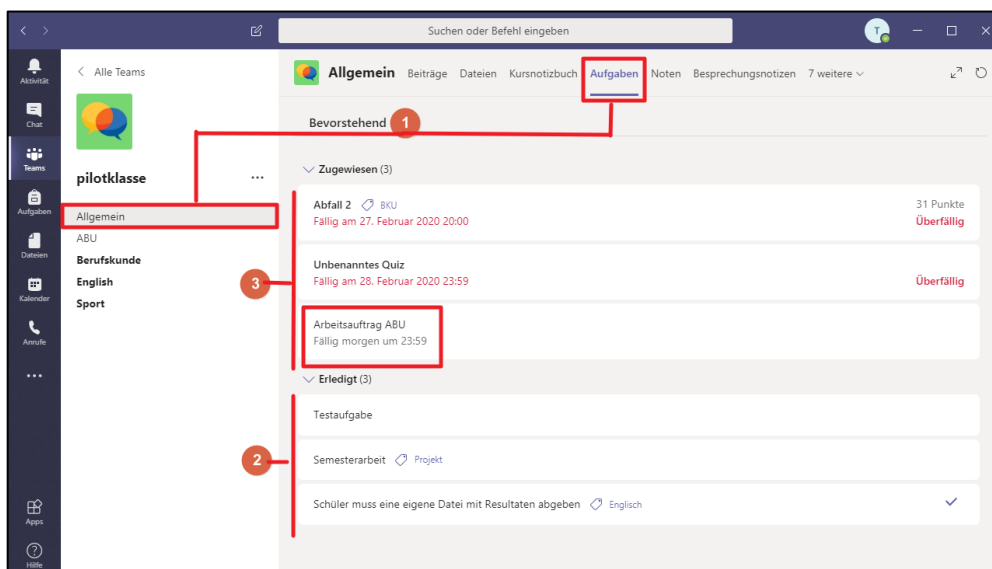 Suchen oder Befehl eingeben
T
Aktivität
Chat
Teams
Aufgaben
Dateien
Kalender
Anrufe
Apps
Hilfe
Alle Teams
pilotklasse
Allgemein
ABU
Berufskunde
English
Sport
Allgemein Beiträge Dateien Kursnotizbuch Aufgaben Noten Besprechungsnotizen 7 weitere
Bevorstehend 1
Zugewiesen (3)
Abfall 2 BKU 31 Punkte
Fällig am 27. Februar 2020 20:00 Überfällig
Unbenanntes Quiz
Fällig am 28. Februar 2020 23:59 Überfällig
3
Arbeitsauftrag ABU
Fällig morgen um 23:59
Erledigt (3)
Testaufgabe
2
Semesterarbeit Projekt
Schüler muss eine eigene Datei mit Resultaten abgeben Englisch